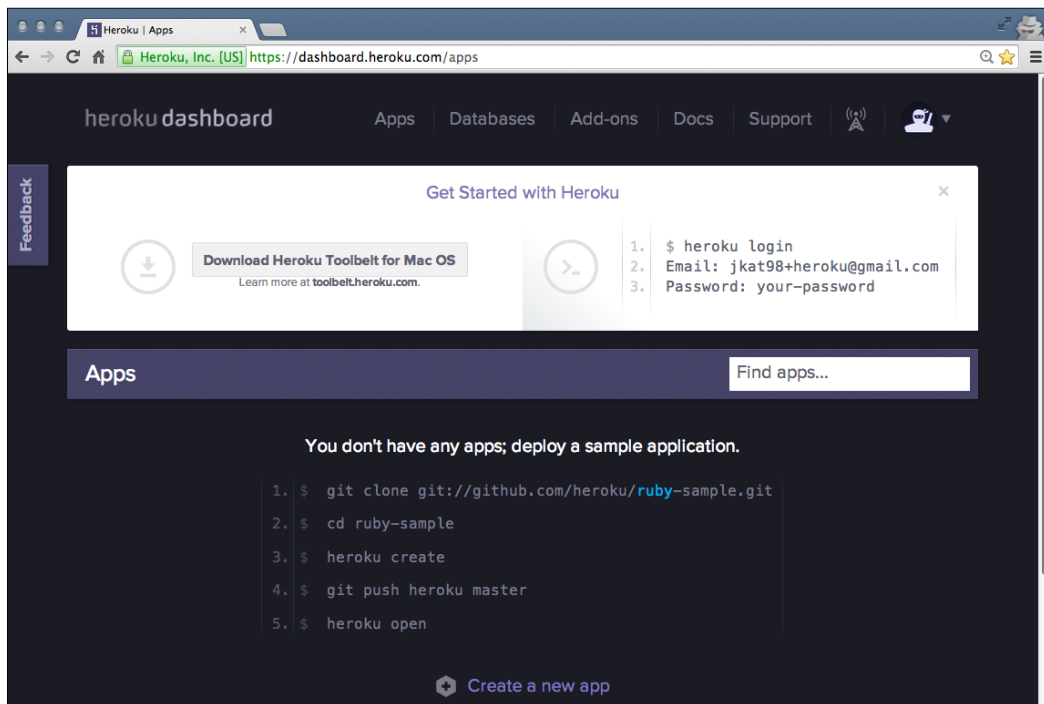 Heroku | Apps
Heroku, Inc. [US] https://dashboard.heroku.com/apps
heroku dashboard
Apps Databases Add-ons Docs Support
Feedback
Get Started with Heroku
Download Heroku Toolbelt for Mac OS
Learn more at toolbelt.heroku.com.
1. $ heroku login
2. Email: jkat98+heroku@gmail.com
3. Password: your-password
Apps
Find apps...
You don't have any apps; deploy a sample application.
1. $ git clone git://github.com/heroku/ruby-sample.git
2. $ cd ruby-sample
3. $ heroku create
4. $ git push heroku master
5. $ heroku open
Create a new app